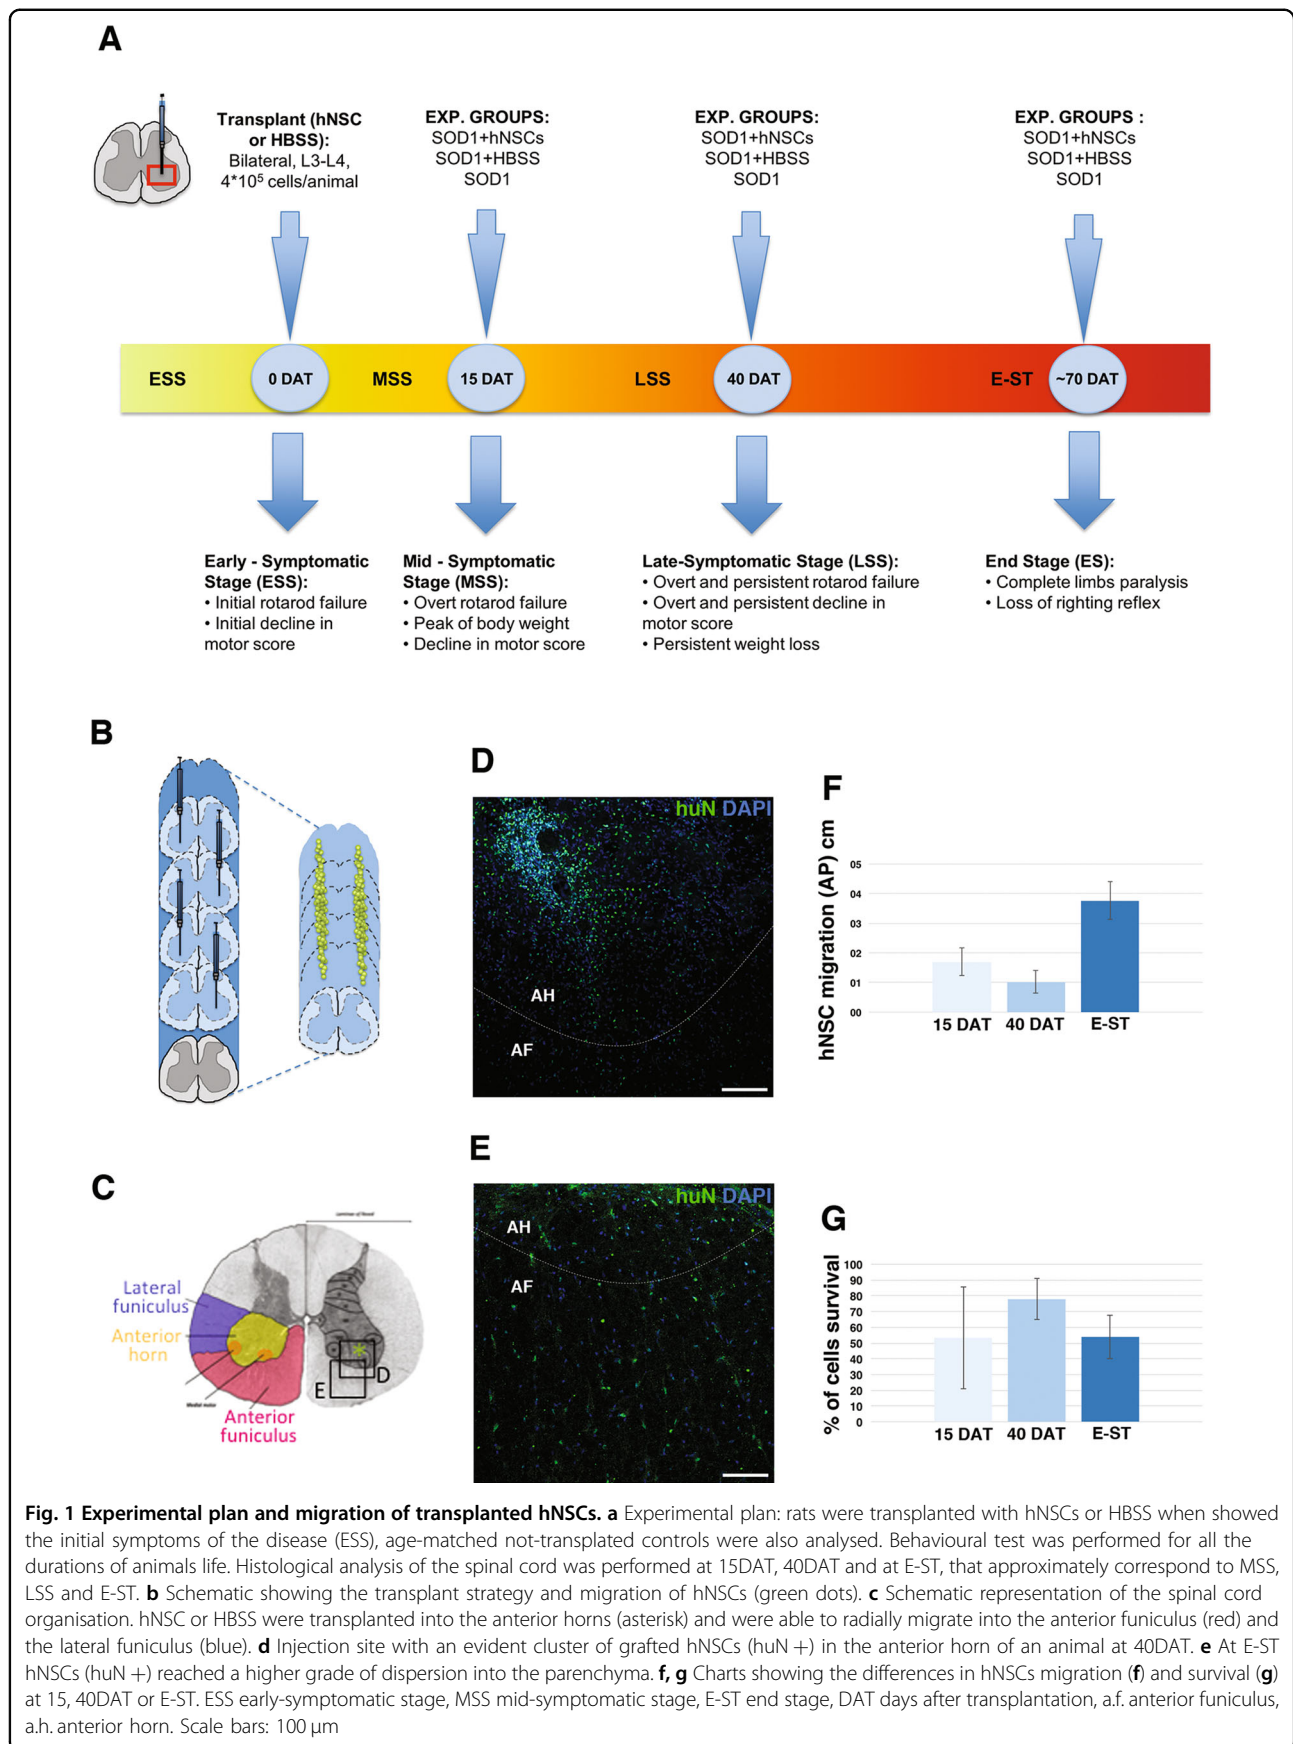 A
Transplant (hNSC
or HBSS):
Bilateral, L3-L4,
4*10⁵ cells/animal
EXP. GROUPS:
SOD1+hNSCs
SOD1+HBSS
SOD1
EXP. GROUPS:
SOD1+hNSCs
SOD1+HBSS
SOD1
EXP. GROUPS :
SOD1+hNSCs
SOD1+HBSS
SOD1
ESS
0 DAT
MSS
15 DAT
LSS
40 DAT
E-ST
~70 DAT
Early - Symptomatic
Stage (ESS):
• Initial rotarod failure
• Initial decline in
motor score
Mid - Symptomatic
Stage (MSS):
• Overt rotarod failure
• Peak of body weight
• Decline in motor score
Late-Symptomatic Stage (LSS):
• Overt and persistent rotarod failure
• Overt and persistent decline in
motor score
• Persistent weight loss
End Stage (ES):
• Complete limbs paralysis
• Loss of righting reflex
B
C
Lateral
funiculus
Anterior
horn
Medial motor
Anterior
funiculus
D
E
D
huN DAPI
AH
AF
E
huN DAPI
AH
AF
F
hNSC migration (AP) cm
05
04
03
02
01
00
15 DAT
40 DAT
E-ST
G
% of cells survival
100
90
80
70
60
50
40
30
20
10
0
15 DAT
40 DAT
E-ST
Fig. 1 Experimental plan and migration of transplanted hNSCs. a Experimental plan: rats were transplanted with hNSCs or HBSS when showed
the initial symptoms of the disease (ESS), age-matched not-transplated controls were also analysed. Behavioural test was performed for all the
durations of animals life. Histological analysis of the spinal cord was performed at 15DAT, 40DAT and at E-ST, that approximately correspond to MSS,
LSS and E-ST. b Schematic showing the transplant strategy and migration of hNSCs (green dots). c Schematic representation of the spinal cord
organisation. hNSC or HBSS were transplanted into the anterior horns (asterisk) and were able to radially migrate into the anterior funiculus (red) and
the lateral funiculus (blue). d Injection site with an evident cluster of grafted hNSCs (huN +) in the anterior horn of an animal at 40DAT. e At E-ST
hNSCs (huN +) reached a higher grade of dispersion into the parenchyma. f, g Charts showing the differences in hNSCs migration (f) and survival (g)
at 15, 40DAT or E-ST. ESS early-symptomatic stage, MSS mid-symptomatic stage, E-ST end stage, DAT days after transplantation, a.f. anterior funiculus,
a.h. anterior horn. Scale bars: 100 µm